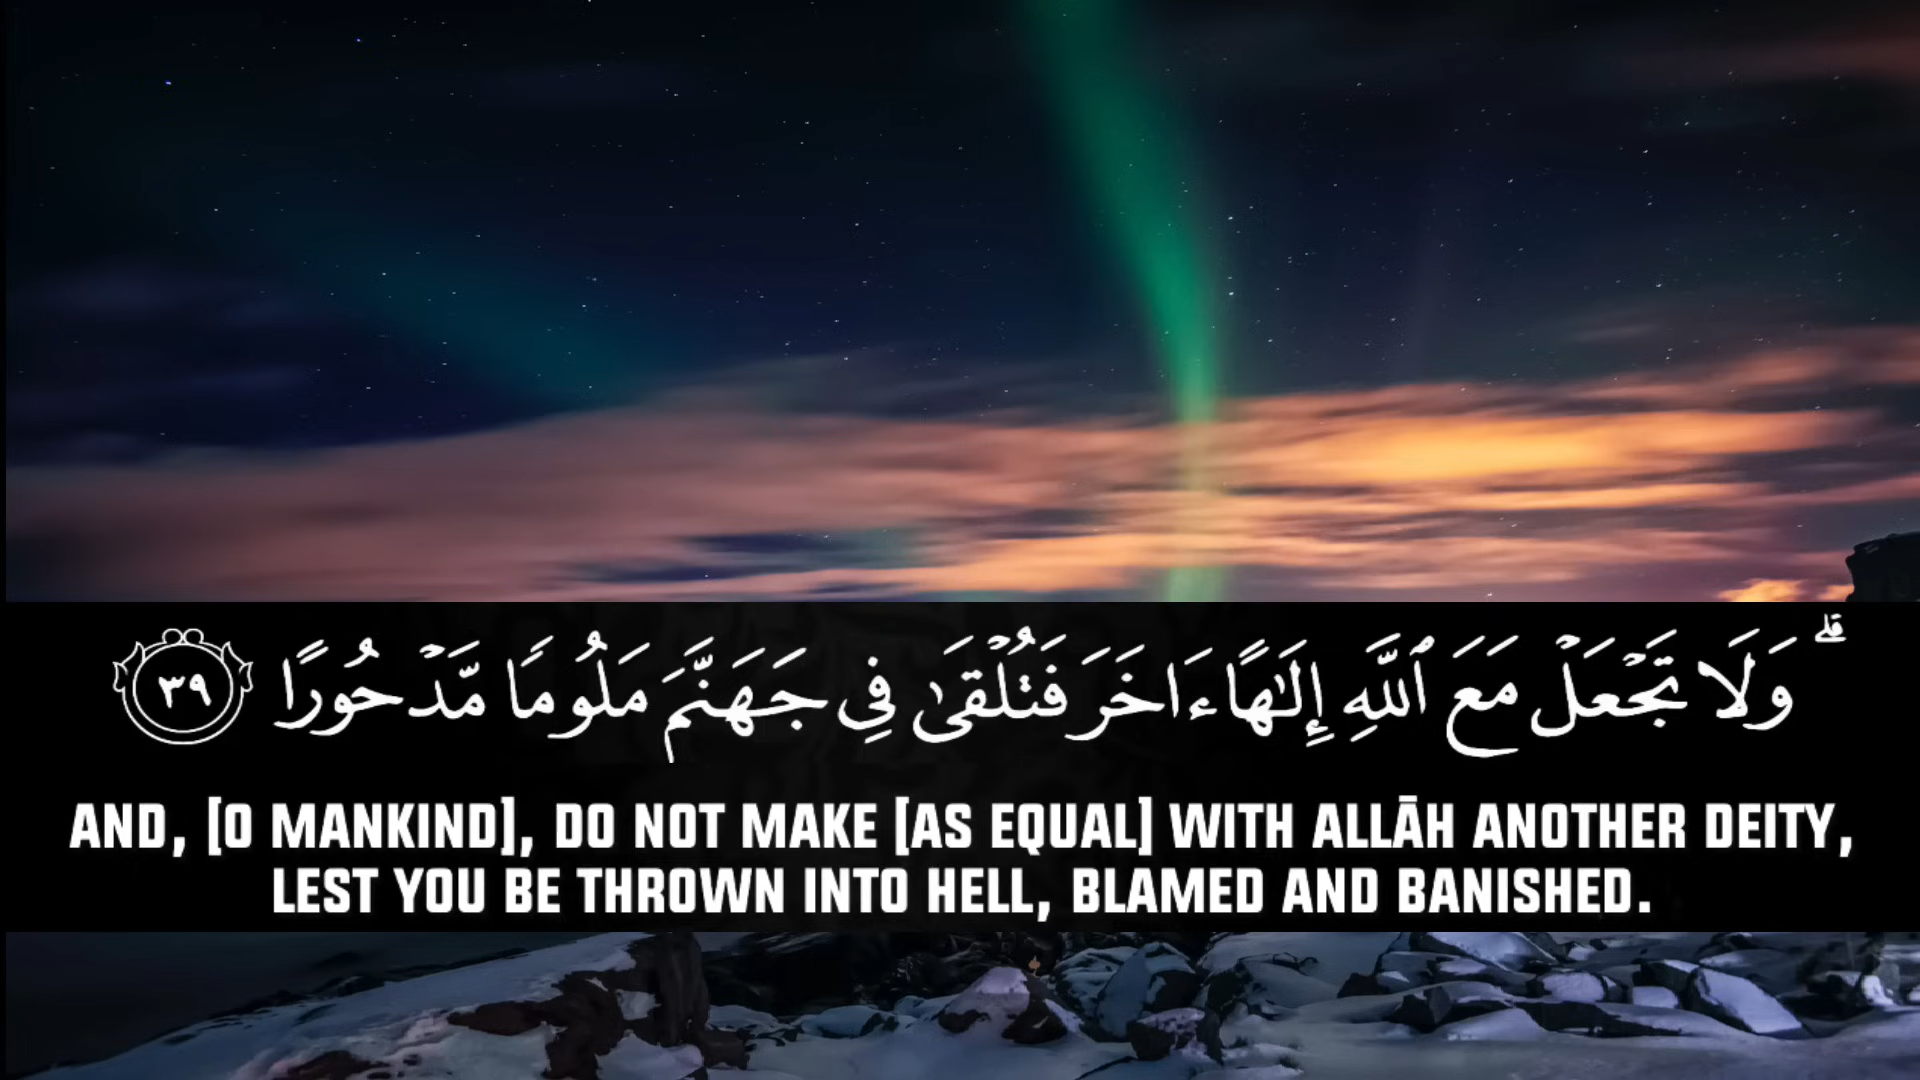 ۗ وَلَا تَجْعَلْ مَعَ ٱللَّهِ إِلَٰهًا ءَاخَرَ فَتُلْقَىٰ فِى جَهَنَّمَ مَلُومًا مَّدْحُورًا ٣٩
AND, [O MANKIND], DO NOT MAKE [AS EQUAL] WITH ALLĀH ANOTHER DEITY,
LEST YOU BE THROWN INTO HELL, BLAMED AND BANISHED.